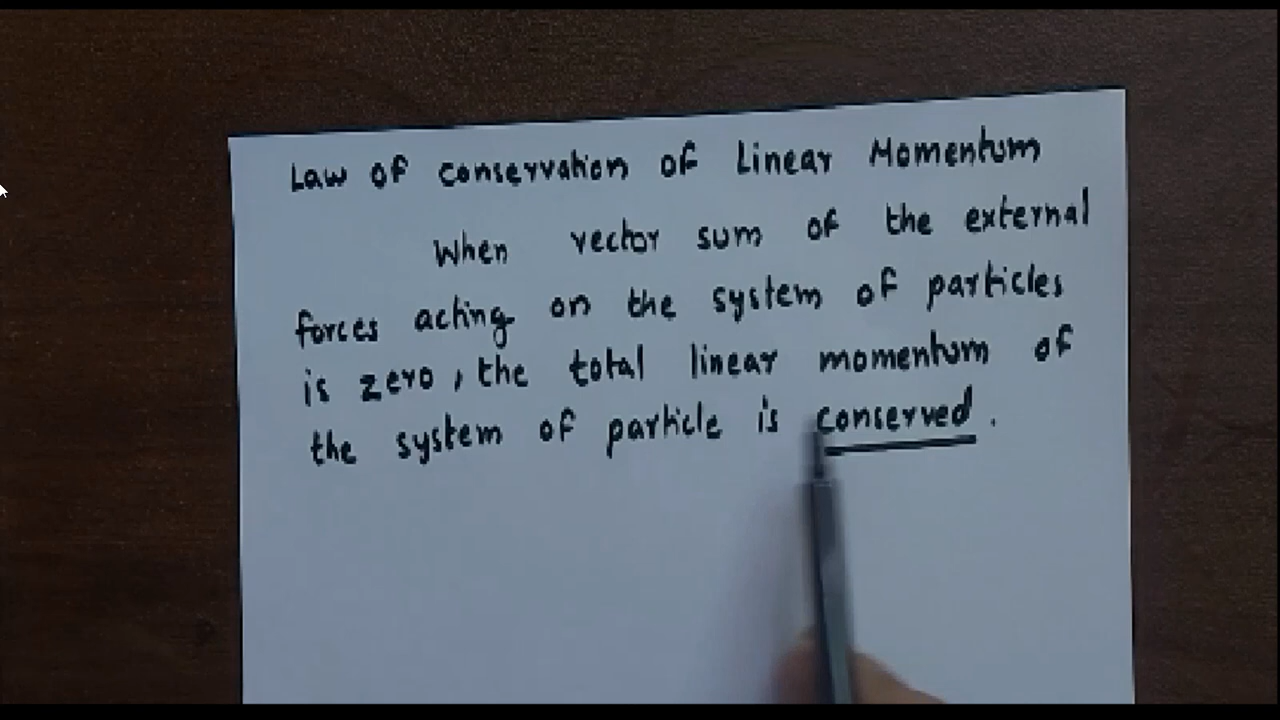 Law of conservation of Linear Momentum
When vector sum of the external
forces acting on the system of particles
is zero, the total linear momentum of
the system of particle is conserved.